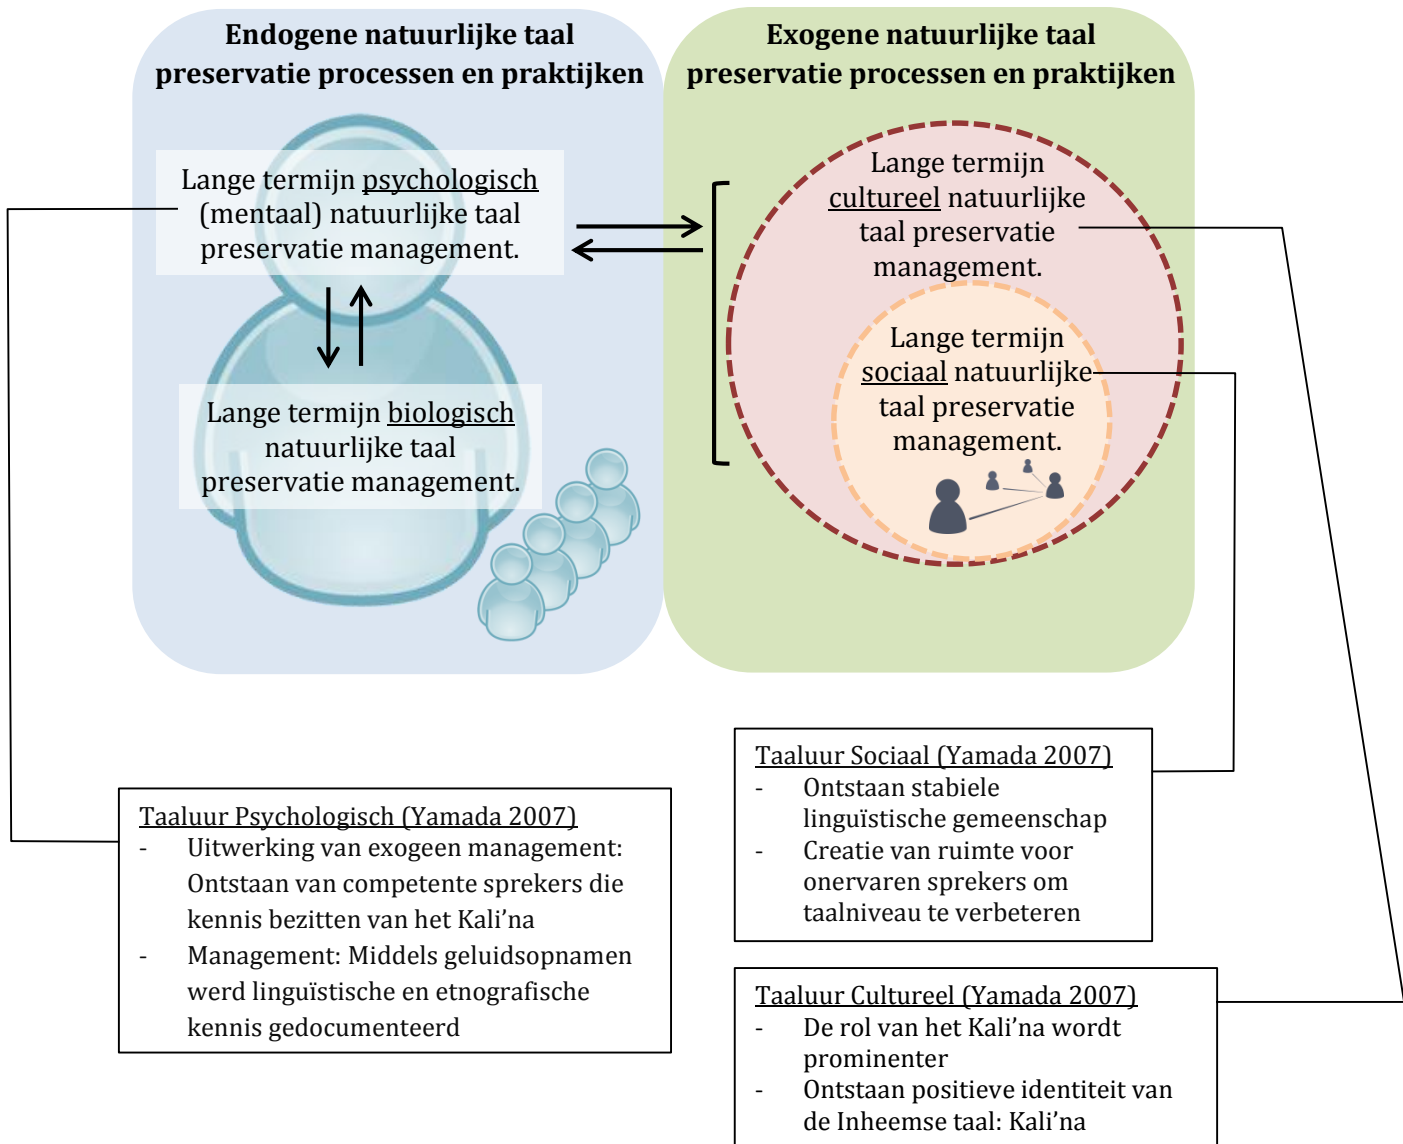 Endogene natuurlijke taal
preservatie processen en praktijken
Exogene natuurlijke taal
preservatie processen en praktijken
Lange termijn psychologisch
(mentaal) natuurlijke taal
preservatie management.
Lange termijn biologisch
natuurlijke taal
preservatie management.
Lange termijn
cultureel natuurlijke
taal preservatie
management.
Lange termijn
sociaal natuurlijke
taal preservatie
management.
Taaluur Psychologisch (Yamada 2007)
- Uitwerking van exogeen management:
Ontstaan van competente sprekers die
kennis bezitten van het Kali’na
- Management: Middels geluidsopnamen
werd linguïstische en etnografische
kennis gedocumenteerd
Taaluur Sociaal (Yamada 2007)
- Ontstaan stabiele
linguïstische gemeenschap
- Creatie van ruimte voor
onervaren sprekers om
taalniveau te verbeteren
Taaluur Cultureel (Yamada 2007)
- De rol van het Kali’na wordt
prominenter
- Ontstaan positieve identiteit van
de Inheemse taal: Kali’na